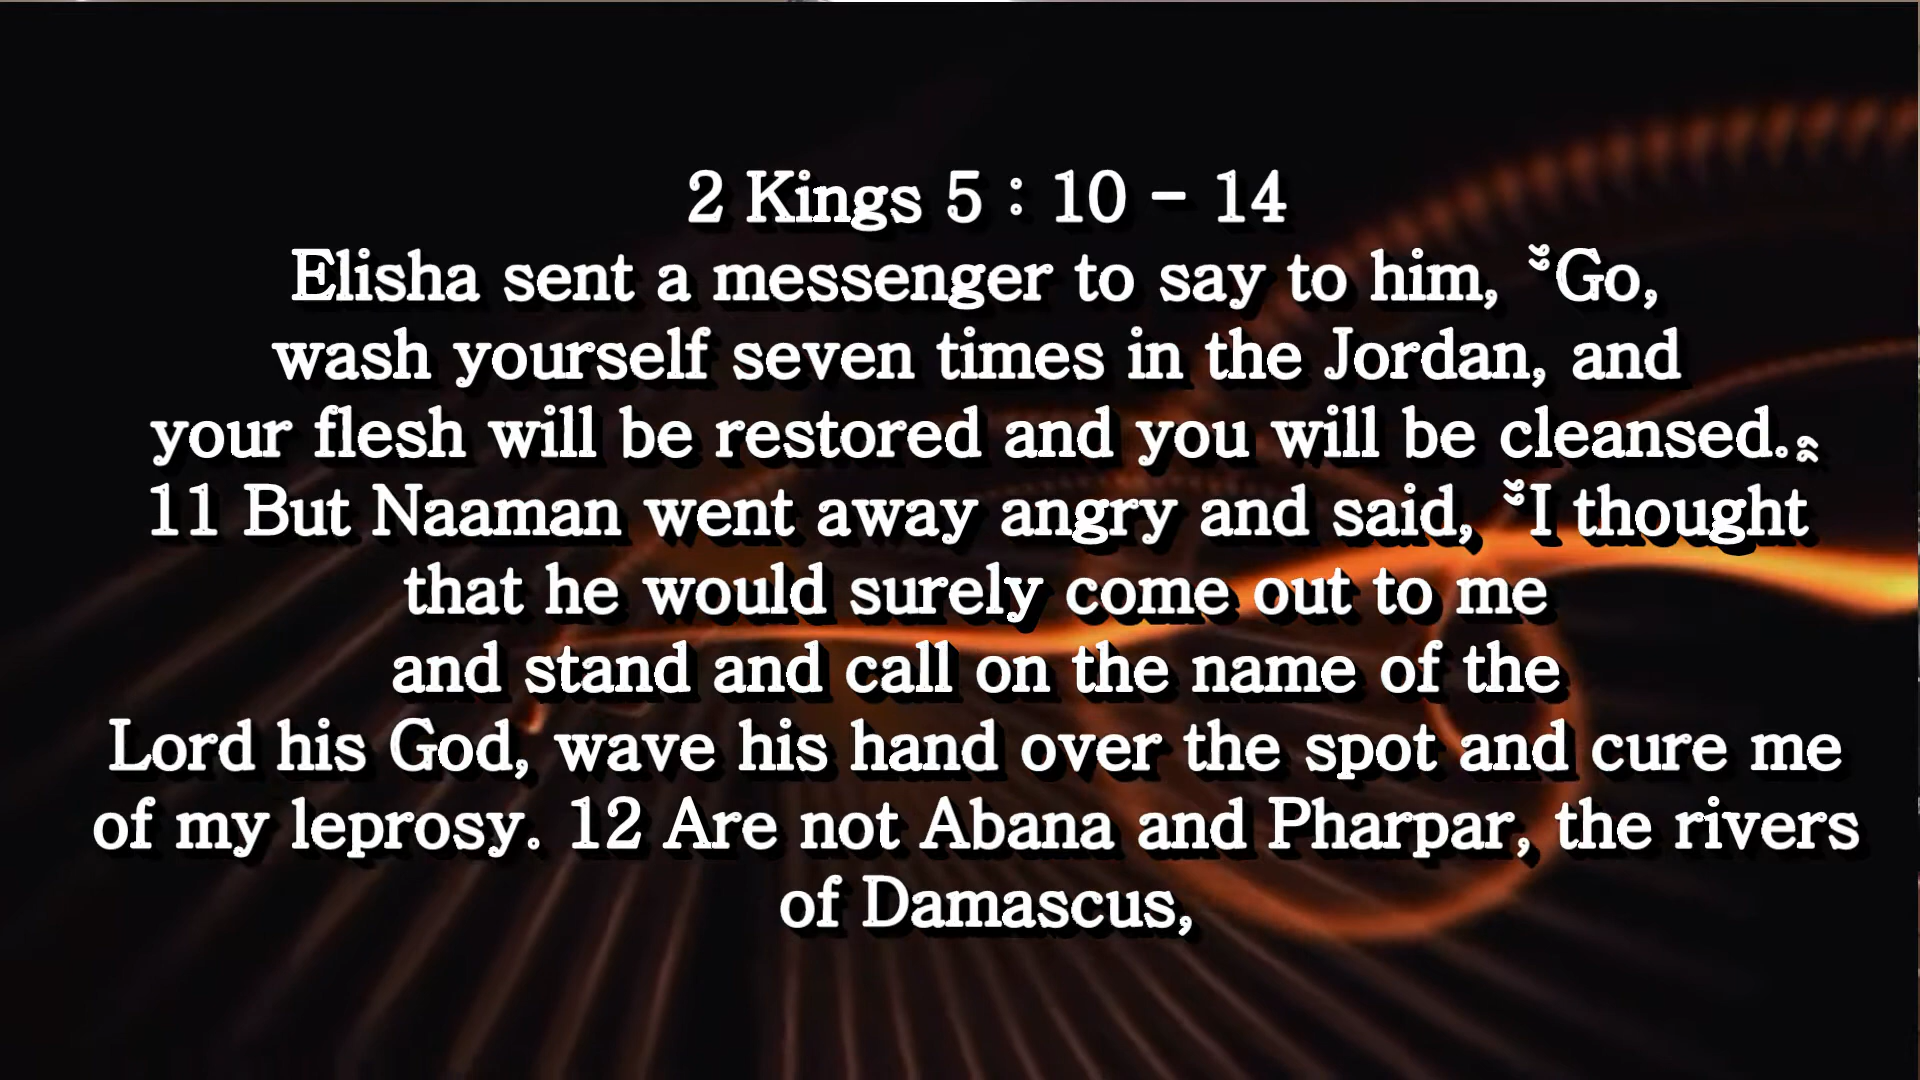 2 Kings 5 : 10 - 14
Elisha sent a messenger to say to him, “Go,
wash yourself seven times in the Jordan, and
your flesh will be restored and you will be cleansed.„
11 But Naaman went away angry and said, “I thought
that he would surely come out to me
and stand and call on the name of the
Lord his God, wave his hand over the spot and cure me
of my leprosy. 12 Are not Abana and Pharpar, the rivers
of Damascus,